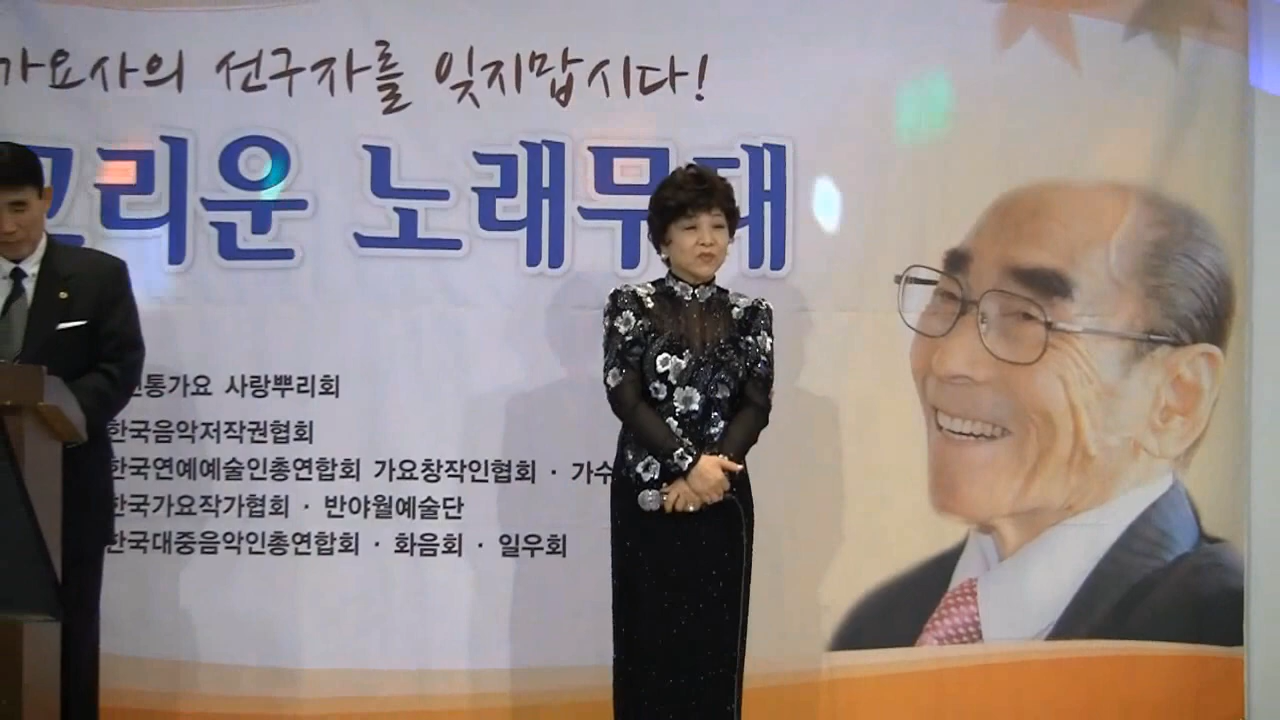 가요사의 선구자를 잊지맙시다!
그리운 노래무대
전통가요 사랑뿌리회
한국음악저작권협회
한국연예예술인총연합회 가요창작인협회 · 가수
한국가요작가협회 · 반야월예술단
한국대중음악인총연합회 · 화음회 · 일우회